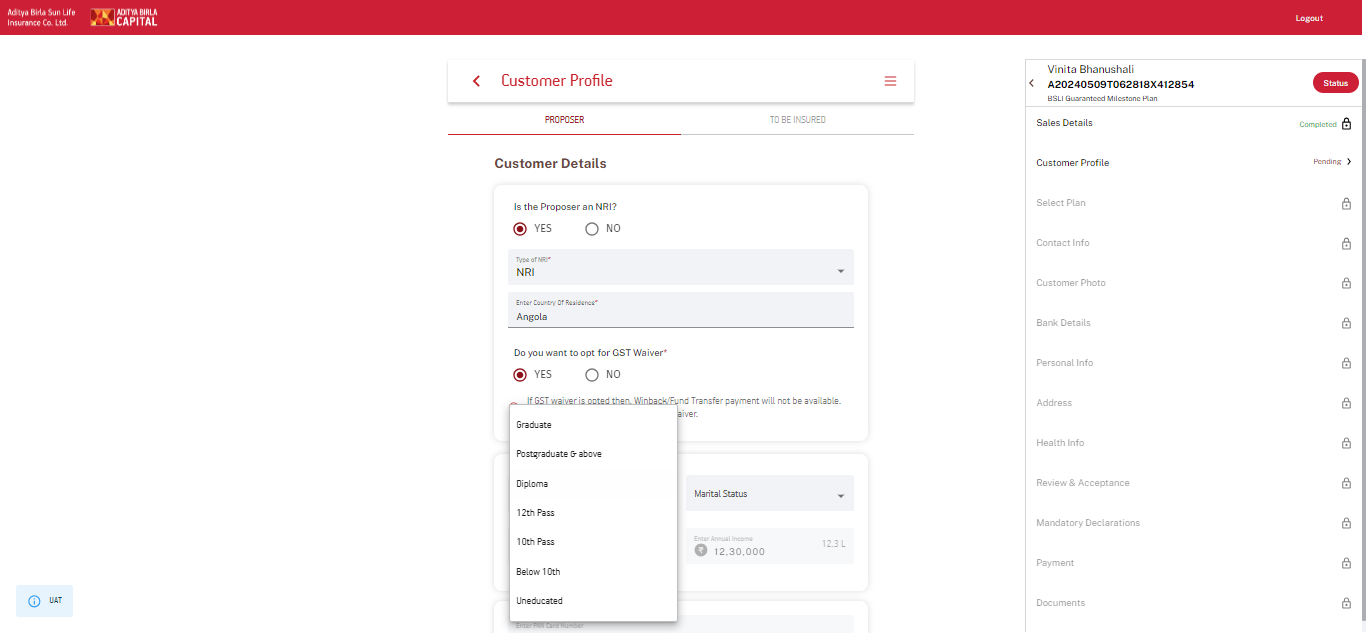 Aditya Birla Sun Life
Insurance Co. Ltd.
ADITYA BIRLA
CAPITAL
Logout
Customer Profile
PROPOSER
TO BE INSURED
Customer Details
Is the Proposer an NRI?
YES
NO
Type of NRI*
NRI
Enter Country Of Residence*
Angola
Do you want to opt for GST Waiver*
YES
NO
If GST waiver is opted then, Winback/Fund Transfer payment will not be available.
aiver.
Graduate
Postgraduate & above
Diploma
12th Pass
10th Pass
Below 10th
Uneducated
Marital Status
Enter Annual Income
₹ 12,30,000
12.3 L
Enter PAN Card Number
UAT
Vinita Bhanushali
A20240509T062818X412854
BSLI Guaranteed Milestone Plan
Status
Sales Details
Completed
Customer Profile
Pending
Select Plan
Contact Info
Customer Photo
Bank Details
Personal Info
Address
Health Info
Review & Acceptance
Mandatory Declarations
Payment
Documents